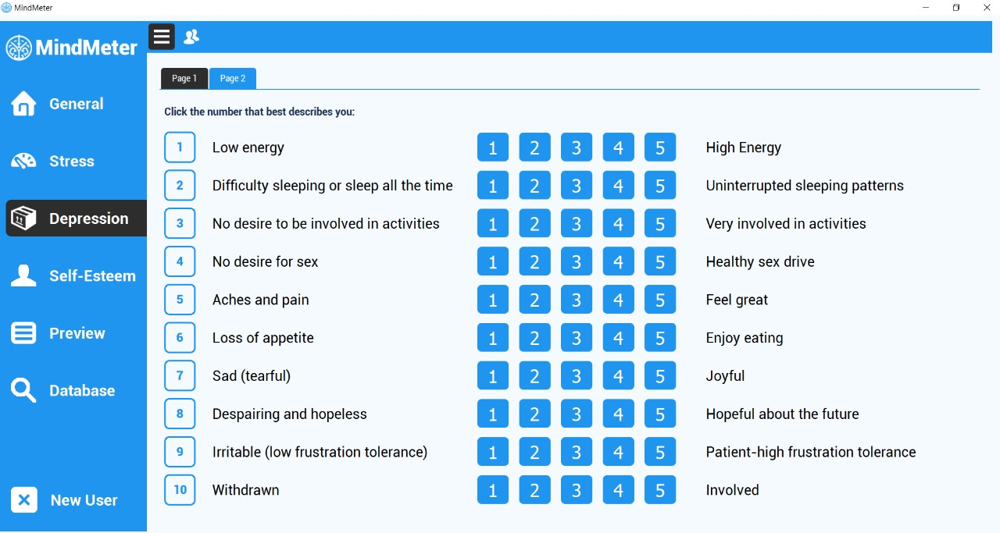 MindMeter
MindMeter
General
Stress
Depression
Self-Esteem
Preview
Database
New User
Page 1 Page 2
Click the number that best describes you:
1 Low energy 1 2 3 4 5 High Energy
2 Difficulty sleeping or sleep all the time 1 2 3 4 5 Uninterrupted sleeping patterns
3 No desire to be involved in activities 1 2 3 4 5 Very involved in activities
4 No desire for sex 1 2 3 4 5 Healthy sex drive
5 Aches and pain 1 2 3 4 5 Feel great
6 Loss of appetite 1 2 3 4 5 Enjoy eating
7 Sad (tearful) 1 2 3 4 5 Joyful
8 Despairing and hopeless 1 2 3 4 5 Hopeful about the future
9 Irritable (low frustration tolerance) 1 2 3 4 5 Patient-high frustration tolerance
10 Withdrawn 1 2 3 4 5 Involved